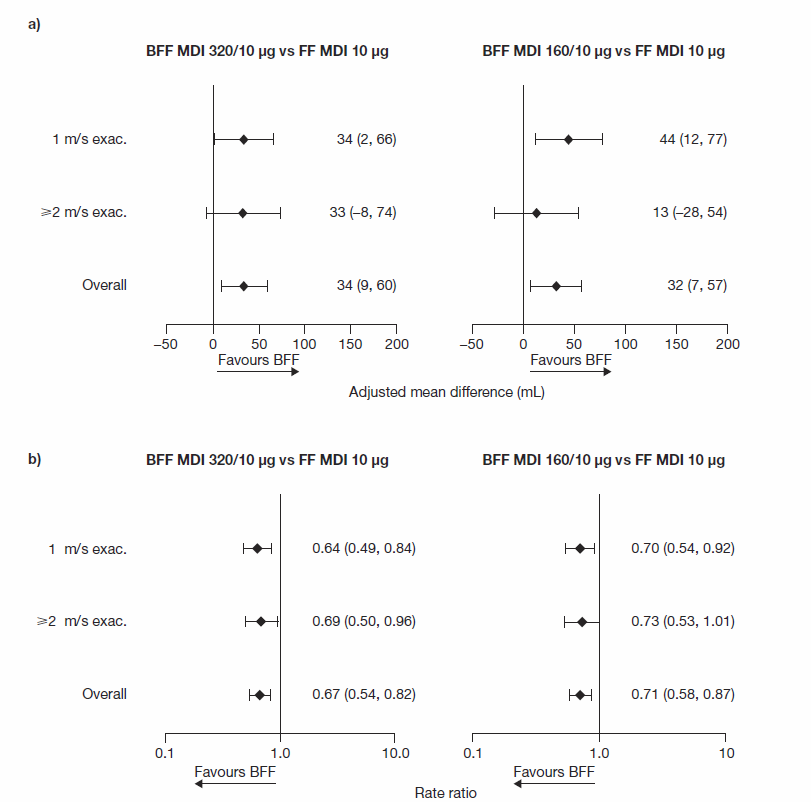 a)
BFF MDI 320/10 µg vs FF MDI 10 µg
BFF MDI 160/10 µg vs FF MDI 10 µg
1 m/s exac.
34 (2, 66)
44 (12, 77)
⩾2 m/s exac.
33 (–8, 74)
13 (–28, 54)
Overall
34 (9, 60)
32 (7, 57)
–50 0 50 100 150 200
–50 0 50 100 150 200
Favours BFF
Favours BFF
Adjusted mean difference (mL)
b)
BFF MDI 320/10 µg vs FF MDI 10 µg
BFF MDI 160/10 µg vs FF MDI 10 µg
1 m/s exac.
0.64 (0.49, 0.84)
0.70 (0.54, 0.92)
⩾2 m/s exac.
0.69 (0.50, 0.96)
0.73 (0.53, 1.01)
Overall
0.67 (0.54, 0.82)
0.71 (0.58, 0.87)
0.1 1.0 10.0
0.1 1.0 10
Favours BFF
Favours BFF
Rate ratio